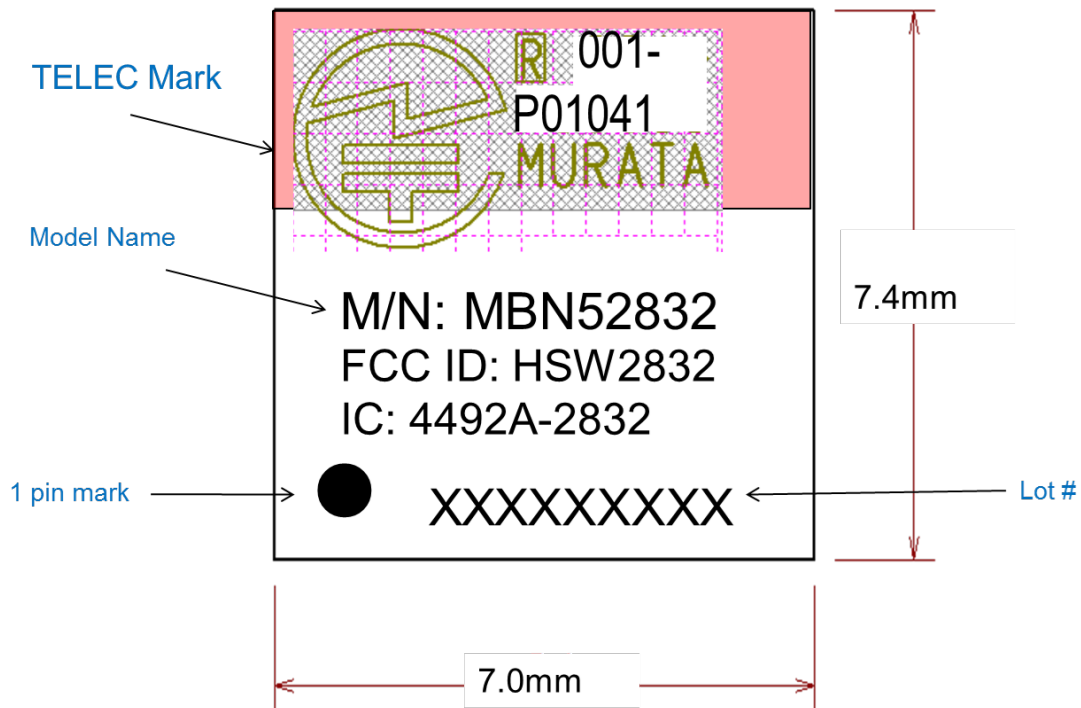 TELEC Mark
R 001-
P01041
MURATA
Model Name
7.4mm
M/N: MBN52832
FCC ID: HSW2832
IC: 4492A-2832
1 pin mark
XXXXXXXXX
Lot #
7.0mm